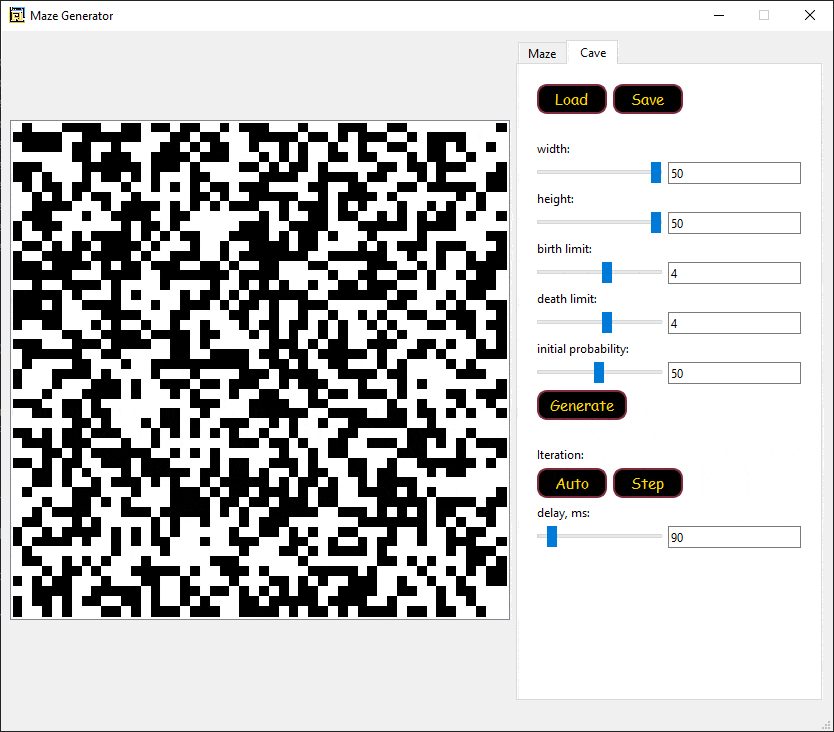 Maze Generator
Maze Cave
Load Save
width:
50
height:
50
birth limit:
4
death limit:
4
initial probability:
50
Generate
Iteration:
Auto Step
delay, ms:
90